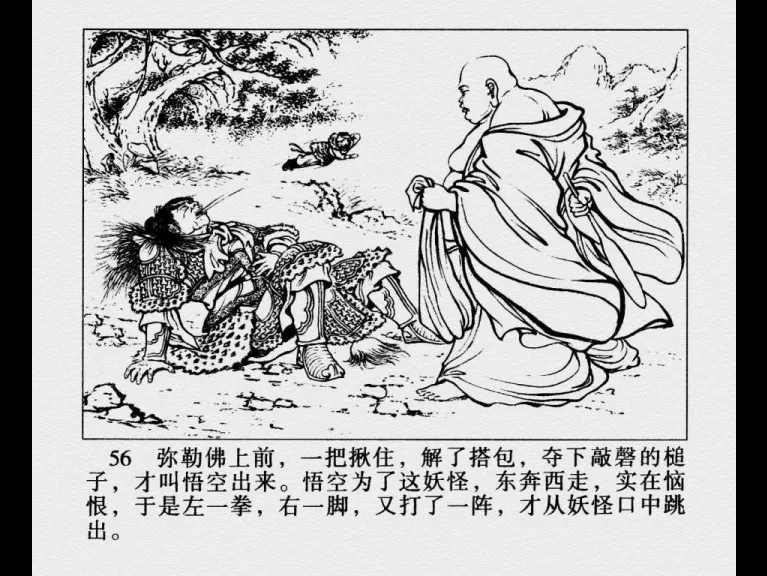 56 弥勒佛上前，一把揪住，解了搭包，夺下敲磬的槌
子，才叫悟空出来。悟空为了这妖怪，东奔西走，实在恼
恨，于是左一拳，右一脚，又打了一阵，才从妖怪口中跳
出。